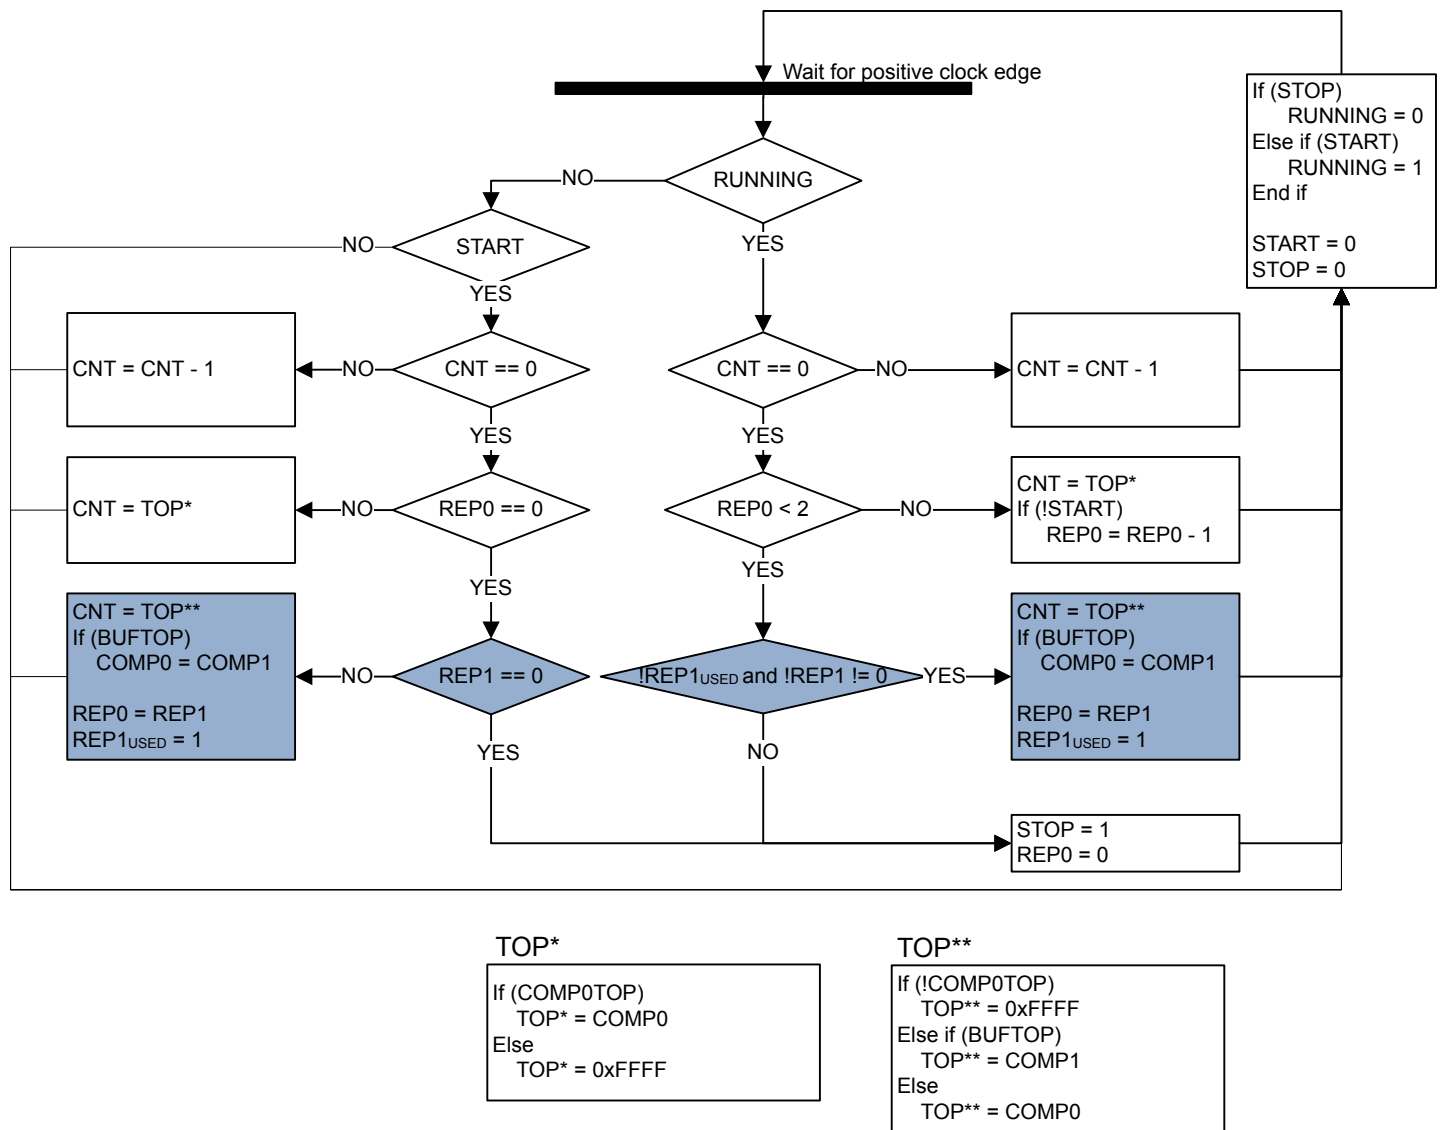 Wait for positive clock edge
If (STOP)
RUNNING = 0
Else if (START)
RUNNING = 1
End if
START = 0
STOP = 0
RUNNING
NO
YES
START
NO
YES
CNT = CNT - 1
NO
CNT == 0
YES
CNT == 0
NO
YES
CNT = CNT - 1
CNT = TOP*
NO
REP0 == 0
YES
REP0 < 2
NO
YES
CNT = TOP*
If (!START)
REP0 = REP0 - 1
CNT = TOP**
If (BUFTOP)
COMP0 = COMP1
REP0 = REP1
REP1USED = 1
NO
REP1 == 0
YES
!REP1USED and !REP1 != 0
YES
NO
CNT = TOP**
If (BUFTOP)
COMP0 = COMP1
REP0 = REP1
REP1USED = 1
STOP = 1
REP0 = 0
TOP*
If (COMP0TOP)
TOP* = COMP0
Else
TOP* = 0xFFFF
TOP**
If (!COMP0TOP)
TOP** = 0xFFFF
Else if (BUFTOP)
TOP** = COMP1
Else
TOP** = COMP0